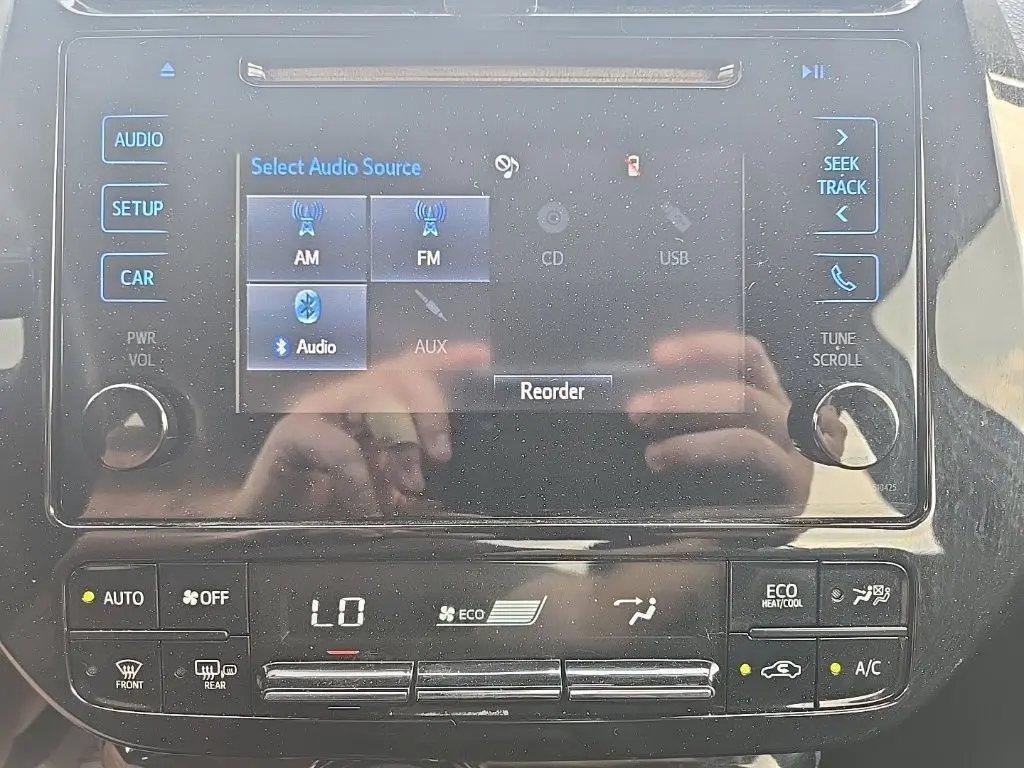 AUDIO
SETUP
CAR
PWR
VOL
Select Audio Source
AM
FM
CD
USB
Audio
AUX
Reorder
SEEK
TRACK
TUNE
SCROLL
AUTO
OFF
LO
ECO
ECO
HEAT/COOL
FRONT
REAR
A/C